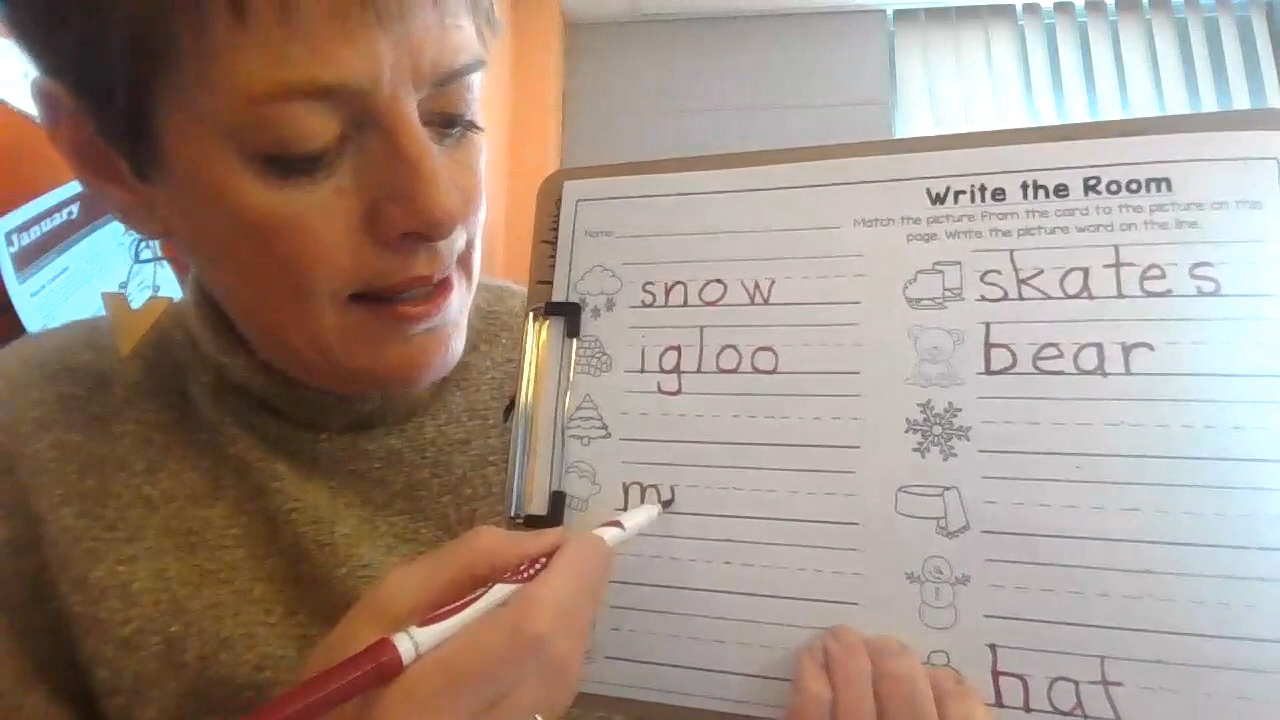 January
Write the Room
Name:
Match the picture from the card to the picture on this
page. Write the picture word on the line.
snow
igloo
m
skates
bear
hat